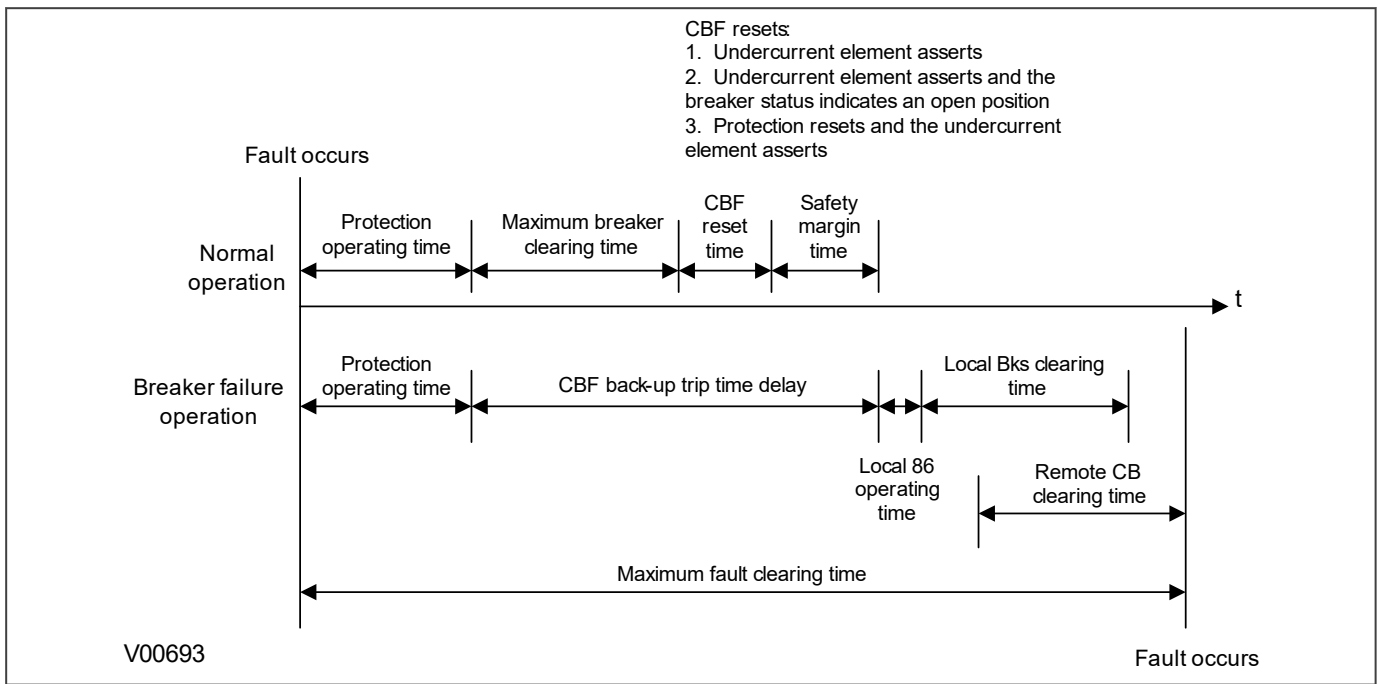 CBF resets:
1. Undercurrent element asserts
2. Undercurrent element asserts and the
breaker status indicates an open position
3. Protection resets and the undercurrent
element asserts
Fault occurs
Normal
operation
Protection
operating time
Maximum breaker
clearing time
CBF
reset
time
Safety
margin
time
t
Breaker failure
operation
Protection
operating time
CBF back-up trip time delay
Local Bks clearing
time
Local 86
operating
time
Remote CB
clearing time
Maximum fault clearing time
V00693
Fault occurs